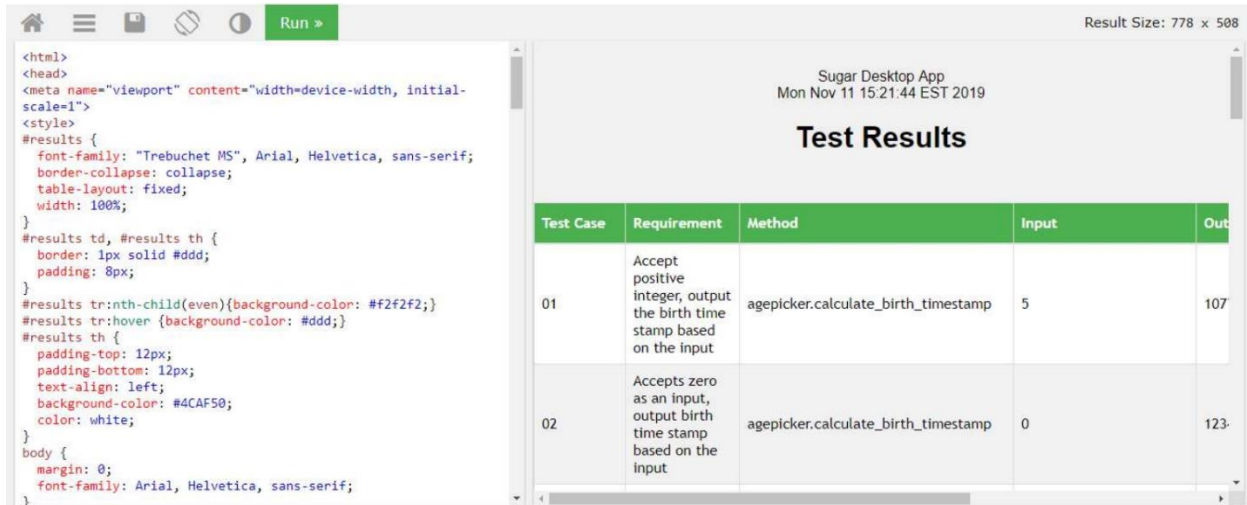 Run »
Result Size: 778 x 508
<html>
<head>
<meta name="viewport" content="width=device-width, initial-
scale=1">
<style>
#results {
font-family: "Trebuchet MS", Arial, Helvetica, sans-serif;
border-collapse: collapse;
table-layout: fixed;
width: 100%;
}
#results td, #results th {
border: 1px solid #ddd;
padding: 8px;
}
#results tr:nth-child(even){background-color: #f2f2f2;}
#results tr:hover {background-color: #ddd;}
#results th {
padding-top: 12px;
padding-bottom: 12px;
text-align: left;
background-color: #4CAF50;
color: white;
}
body {
margin: 0;
font-family: Arial, Helvetica, sans-serif;
}
Sugar Desktop App
Mon Nov 11 15:21:44 EST 2019
Test Results
Test Case Requirement Method Input Out
Accept
positive
integer, output
01 the birth time agepicker.calculate_birth_timestamp 5 107
stamp based
on the input
Accepts zero
as an input,
output birth
02 time stamp agepicker.calculate_birth_timestamp 0 123
based on the
input